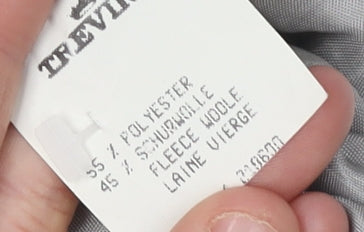 TREVIR
55 % POLYESTER
45 % SCHURWOLLE
FLEECE WOOLE
LAINE VIERGE